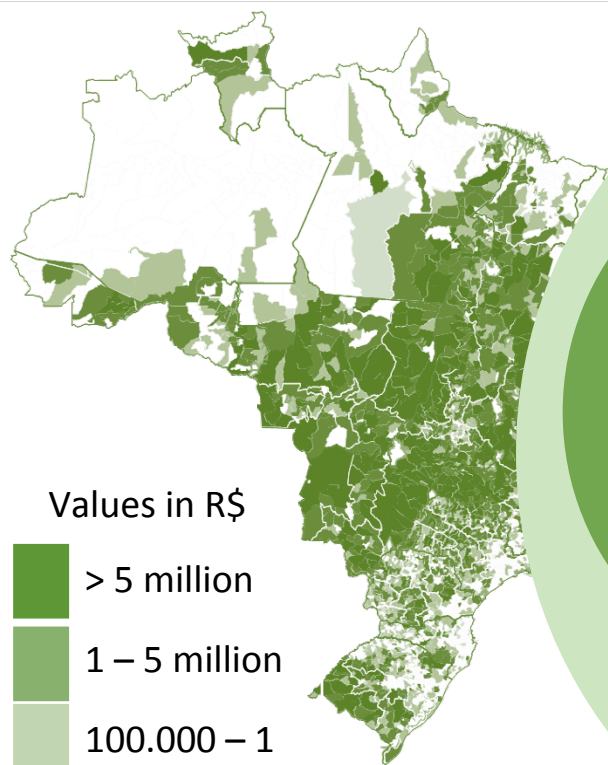 Values in R$
> 5 million
1 – 5 million
100.000 – 1